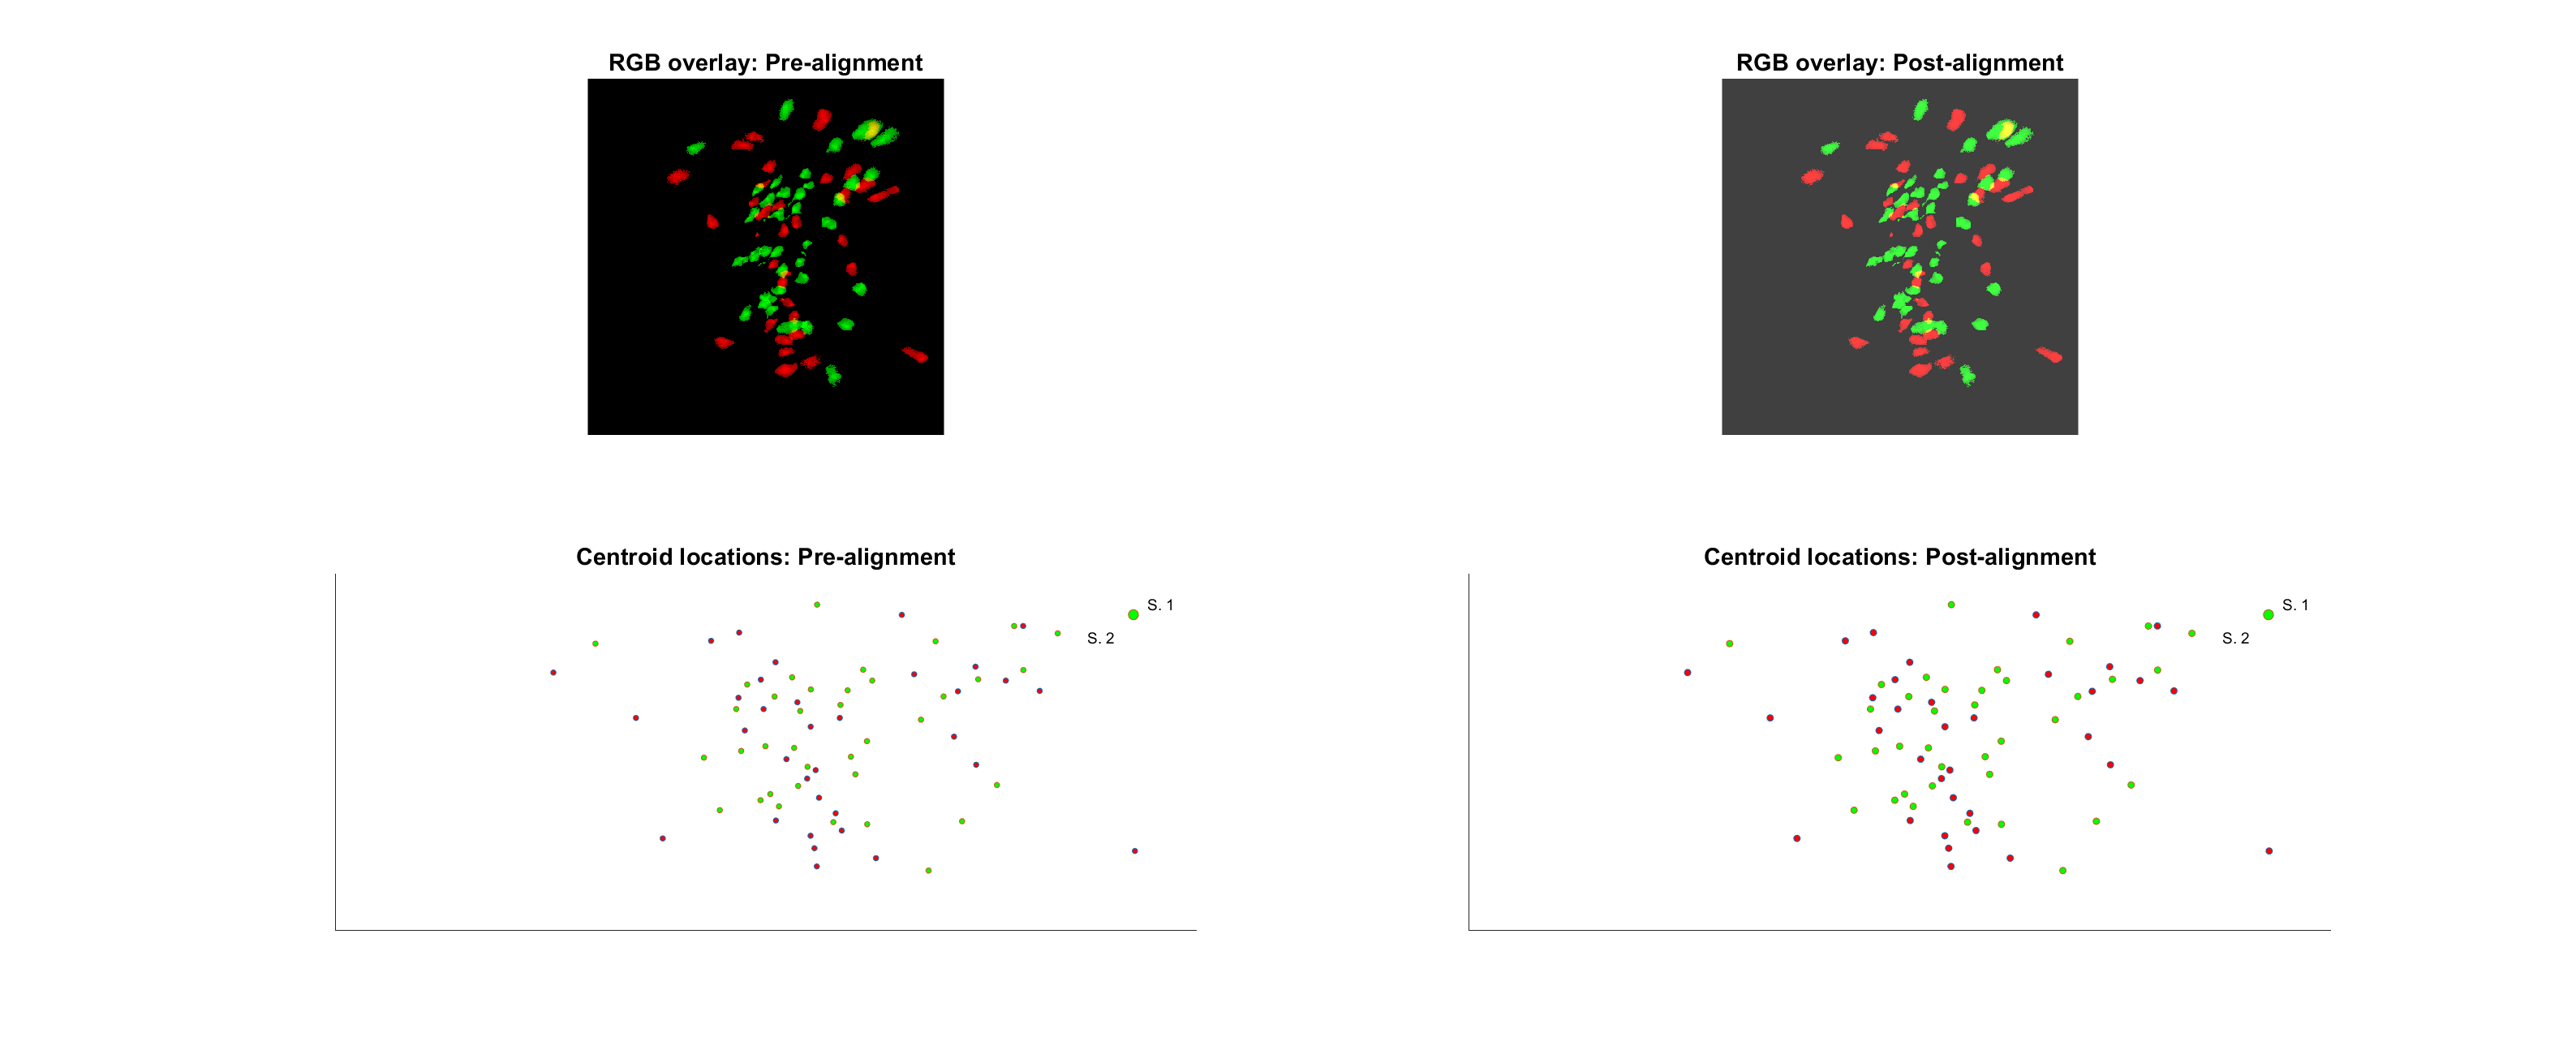 RGB overlay: Pre-alignment
RGB overlay: Post-alignment
Centroid locations: Pre-alignment
S. 1
S. 2
Centroid locations: Post-alignment
S. 1
S. 2